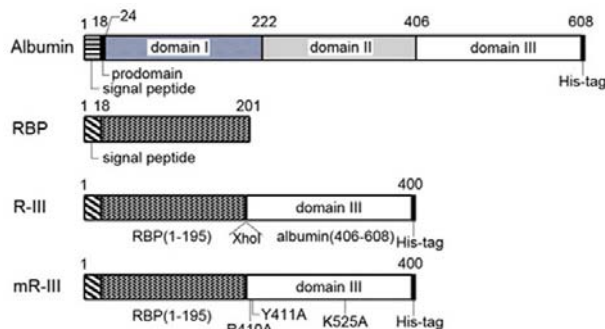 1 18 24 222 406 608
Albumin domain I domain II domain III
prodomain His-tag
signal peptide
1 18 201
RBP
signal peptide
1 400
R-III domain III
RBP(1-195) XhoI albumin(406-608) His-tag
1 400
mR-III domain III
RBP(1-195) Y411A K525A His-tag
R410A